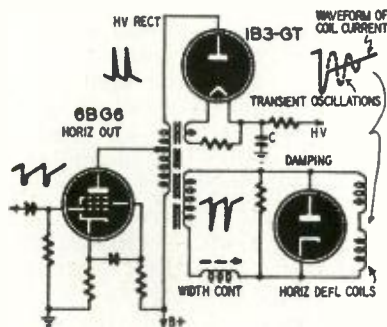 HV RECT
1B3-GT
WAVEFORM OF
COIL CURRENT
TRANSIENT OSCILLATIONS
6BG6
HORIZ OUT
HV
C
DAMPING
WIDTH CONT
HORIZ DEFL COILS
B+